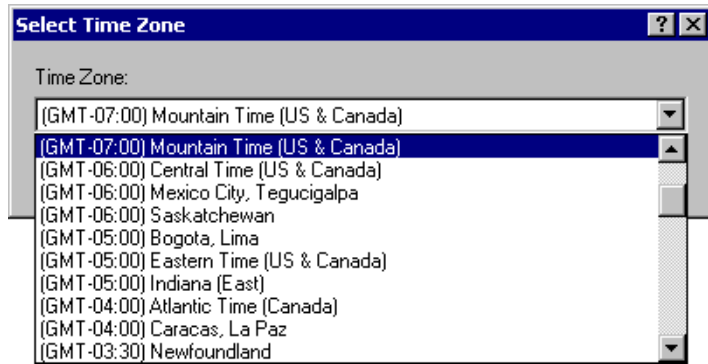 Select Time Zone
Time Zone:
(GMT-07:00) Mountain Time (US & Canada)
(GMT-07:00) Mountain Time (US & Canada)
(GMT-06:00) Central Time (US & Canada)
(GMT-06:00) Mexico City, Tegucigalpa
(GMT-06:00) Saskatchewan
(GMT-05:00) Bogota, Lima
(GMT-05:00) Eastern Time (US & Canada)
(GMT-05:00) Indiana (East)
(GMT-04:00) Atlantic Time (Canada)
(GMT-04:00) Caracas, La Paz
(GMT-03:30) Newfoundland